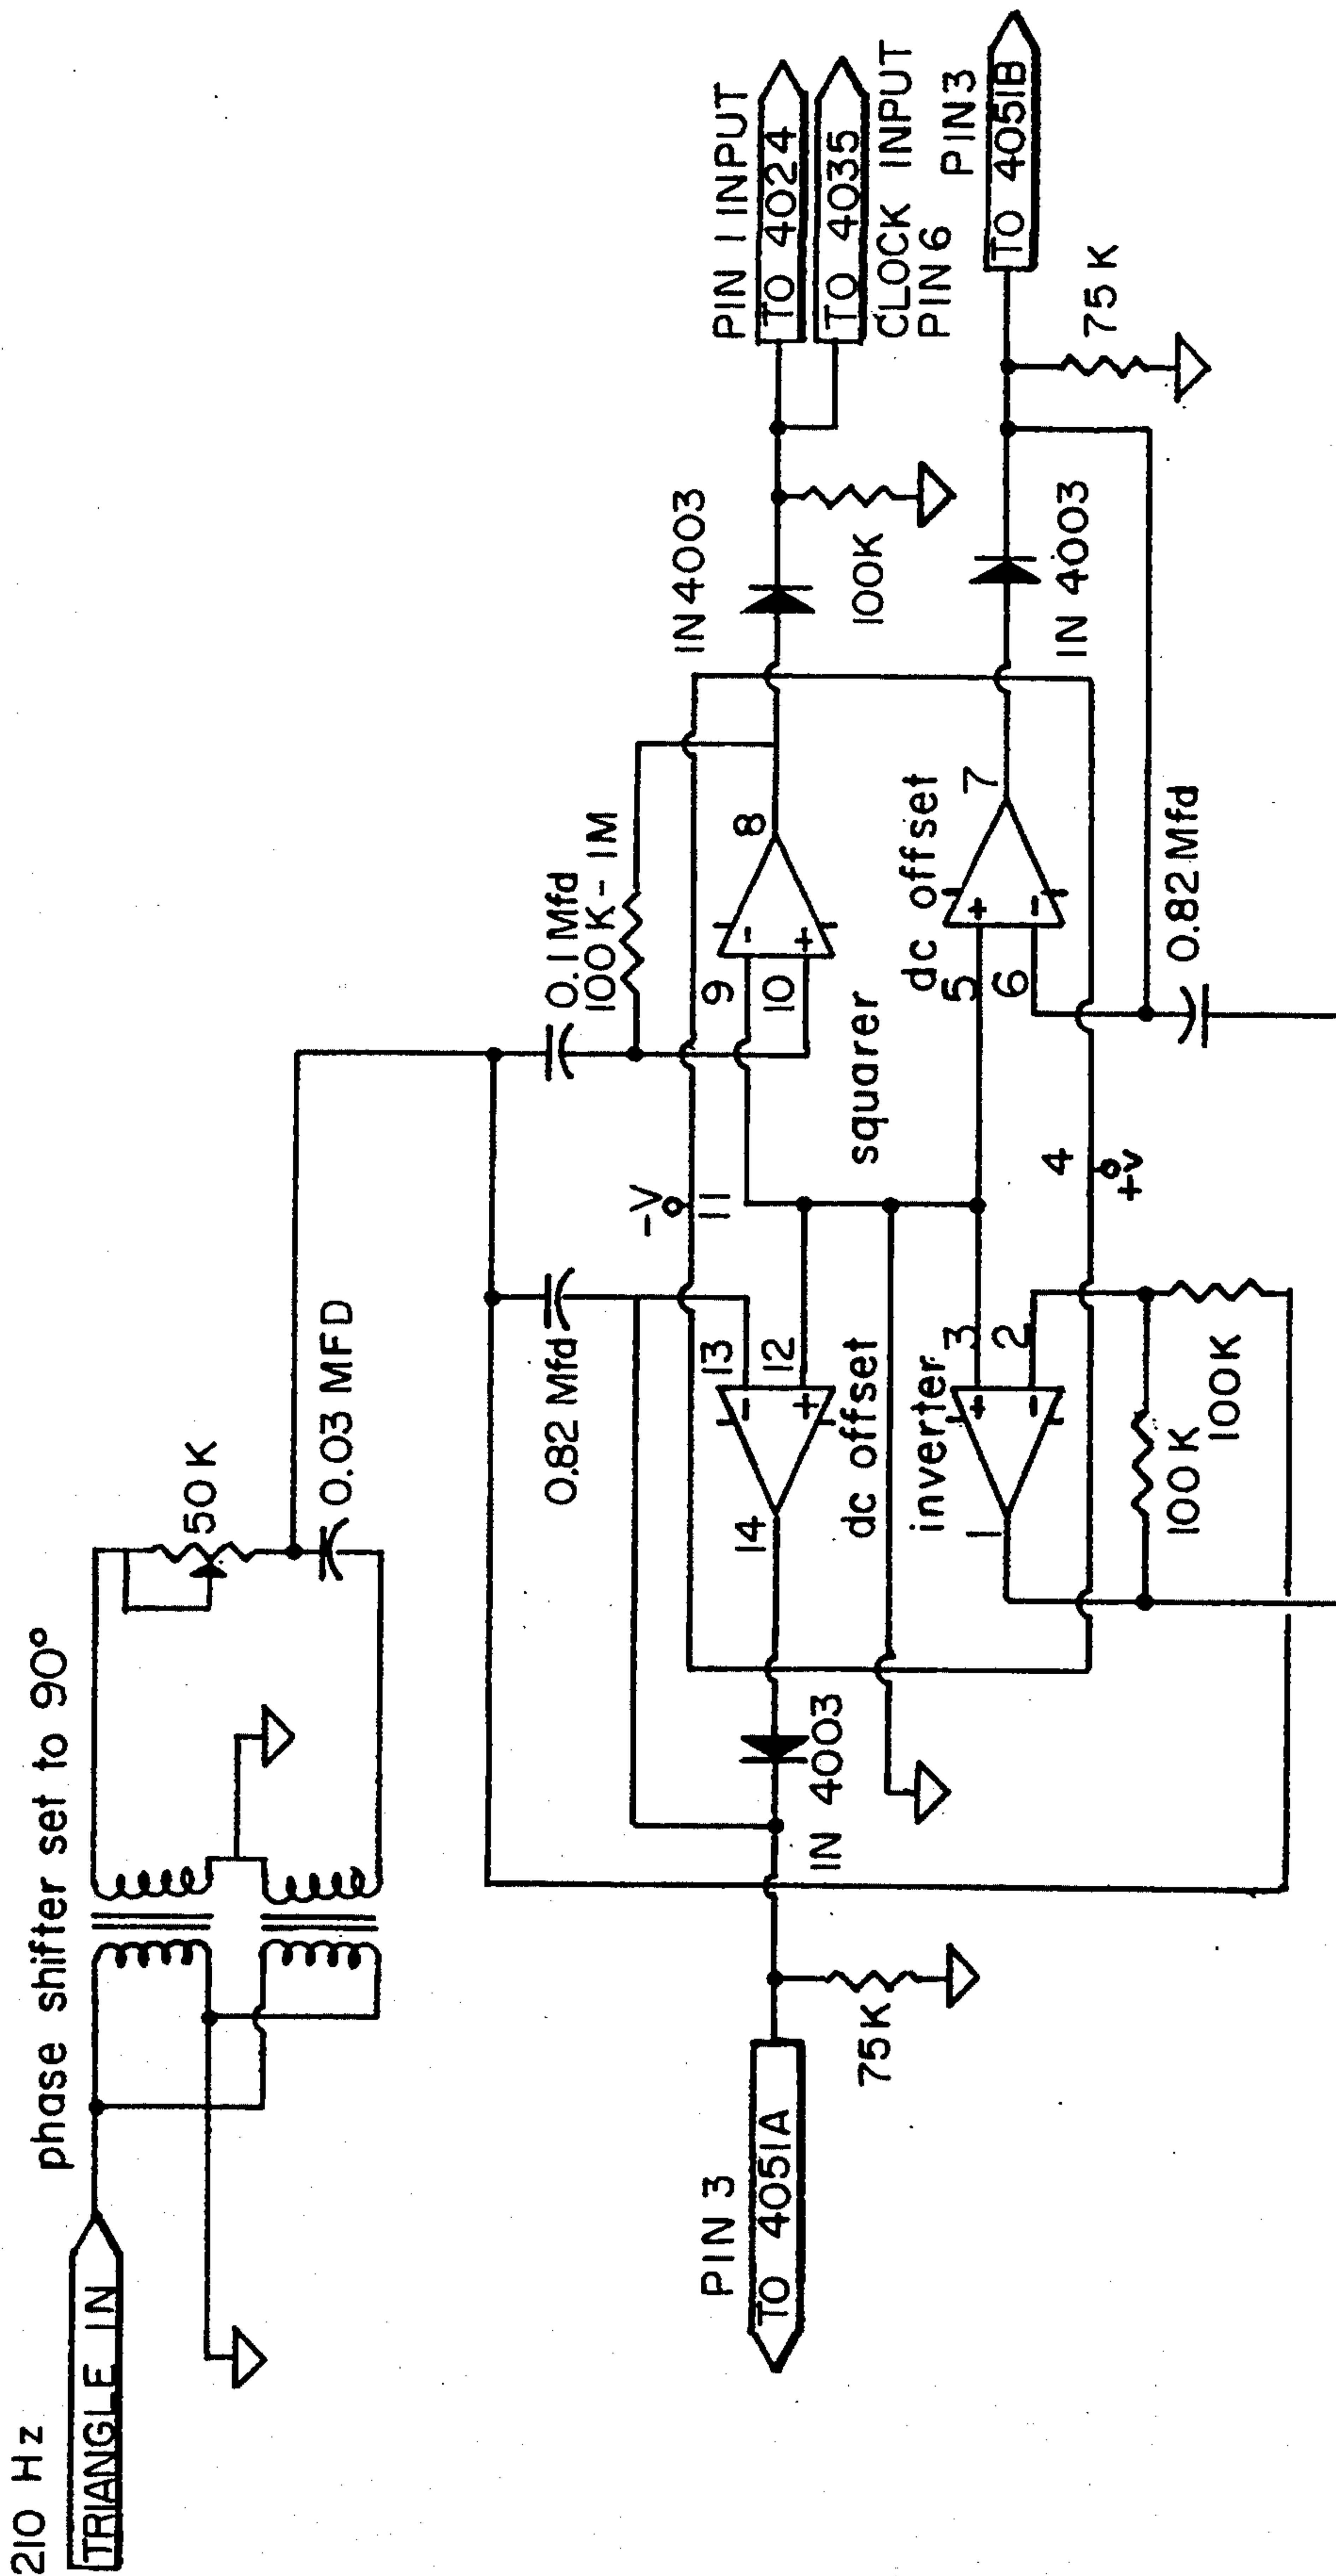 210 Hz
TRIANGLE IN
phase shifter set to 90°
50K
0.03 MFD
0.82 Mfd
0.1 Mfd
100K - 1M
-V
11
13
12
14
dc offset
9
10
8
squarer
IN 4003
100K
PIN 1 INPUT
TO 4024
TO 4035
CLOCK INPUT
PIN 6
PIN 3
TO 4051A
75K
IN 4003
inverter
3
2
1
100K
100K
4
+V
dc offset
5
6
7
0.82 Mfd
IN 4003
75K
PIN 3
TO 4051B